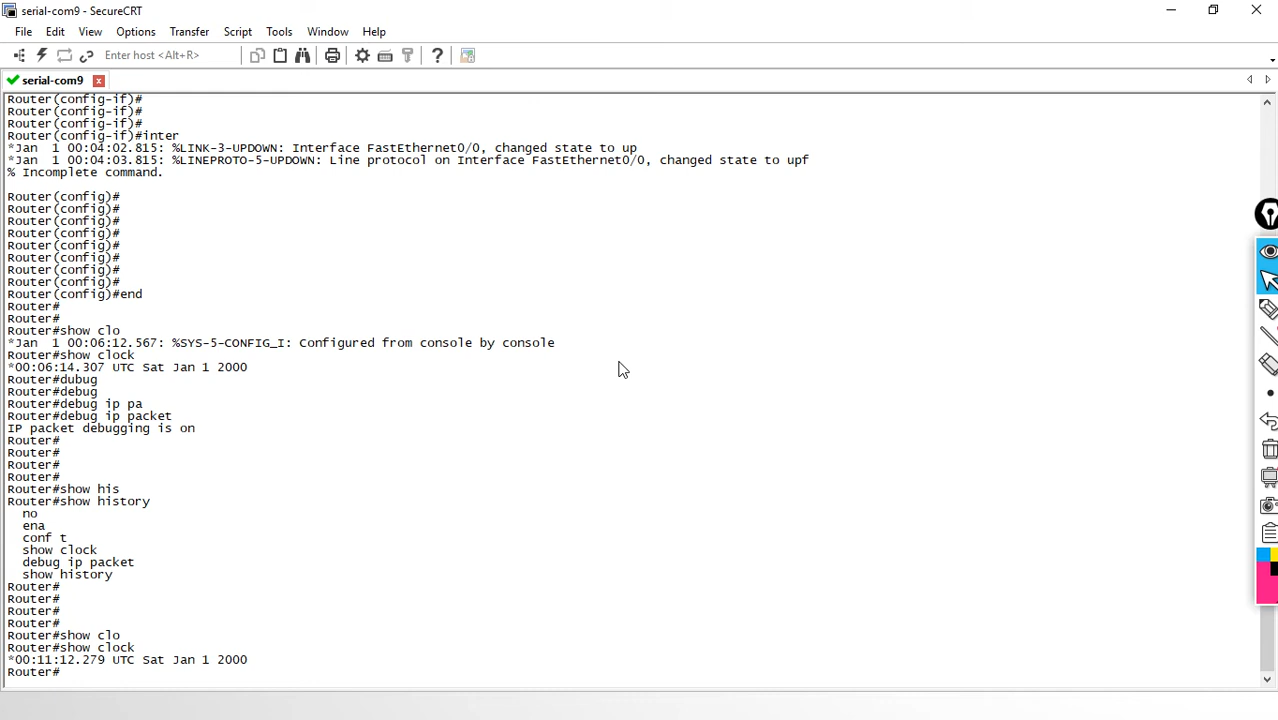 serial-com9 - SecureCRT
File Edit View Options Transfer Script Tools Window Help
Enter host <Alt+R>
serial-com9
Router(config-if)#
Router(config-if)#
Router(config-if)#
Router(config-if)#inter
*Jan  1 00:04:02.815: %LINK-3-UPDOWN: Interface FastEthernet0/0, changed state to up
*Jan  1 00:04:03.815: %LINEPROTO-5-UPDOWN: Line protocol on Interface FastEthernet0/0, changed state to upf
% Incomplete command.
Router(config)#
Router(config)#
Router(config)#
Router(config)#
Router(config)#
Router(config)#
Router(config)#
Router(config)#
Router(config)#end
Router#
Router#
Router#show clo
*Jan  1 00:06:12.567: %SYS-5-CONFIG_I: Configured from console by console
Router#show clock
*00:06:14.307 UTC Sat Jan 1 2000
Router#dubug
Router#debug
Router#debug ip pa
Router#debug ip packet
IP packet debugging is on
Router#
Router#
Router#
Router#
Router#show his
Router#show history
  no
  ena
  conf t
  show clock
  debug ip packet
  show history
Router#
Router#
Router#
Router#
Router#show clo
Router#show clock
*00:11:12.279 UTC Sat Jan 1 2000
Router#